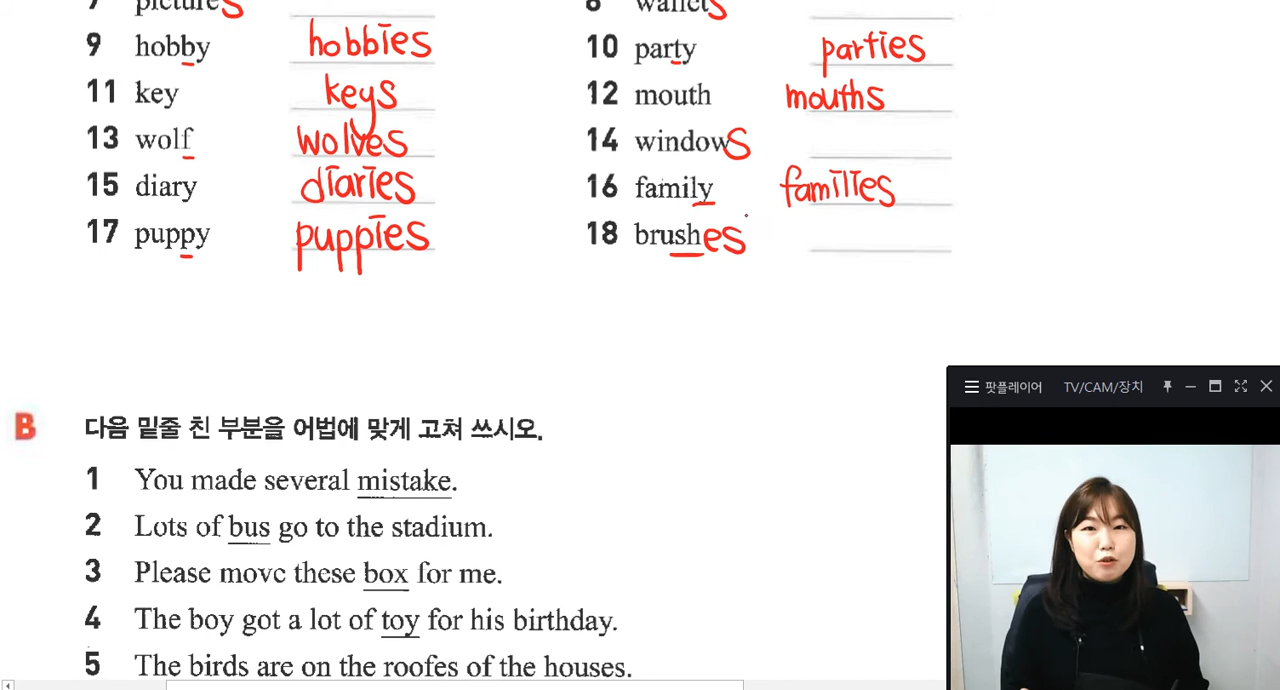 7 pictures 8 wallets
9 hobby hobbies 10 party parties
11 key keys 12 mouth mouths
13 wolf wolves 14 windows
15 diary diaries 16 family families
17 puppy puppies 18 brushes
B 다음 밑줄 친 부분을 어법에 맞게 고쳐 쓰시오.
1 You made several mistake.
2 Lots of bus go to the stadium.
3 Please move these box for me.
4 The boy got a lot of toy for his birthday.
5 The birds are on the roofes of the houses.
팟플레이어 TV/CAM/장치